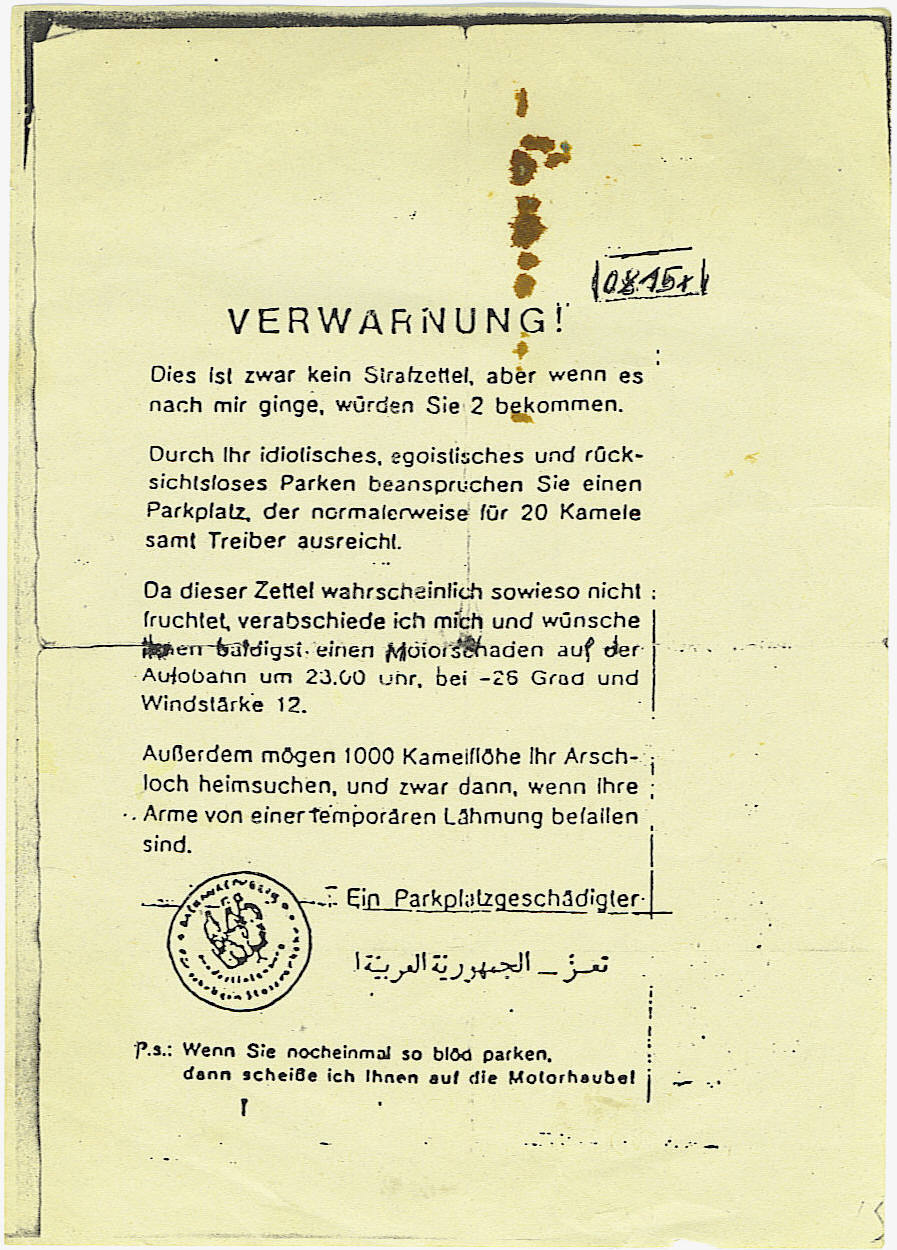 0815+
VERWARNUNG!
Dies ist zwar kein Strafzettel, aber wenn es
nach mir ginge, würden Sie 2 bekommen.
Durch Ihr idiotisches, egoistisches und rück-
sichtsloses Parken beanspruchen Sie einen
Parkplatz, der normalerweise für 20 Kamele
samt Treiber ausreicht.
Da dieser Zettel wahrscheinlich sowieso nicht
fruchtet, verabschiede ich mich und wünsche
Ihnen baldigst einen Motorschaden auf der
Autobahn um 23.00 Uhr, bei -26 Grad und
Windstärke 12.
Außerdem mögen 1000 Kamelflöhe Ihr Arsch-
loch heimsuchen, und zwar dann, wenn Ihre
Arme von einer temporären Lähmung befallen
sind.
Ein Parkplatzgeschädigter
تعـز ـ الجمهورية العربية ا
P.s.: Wenn Sie nocheinmal so blöd parken,
dann scheiße ich Ihnen auf die Motorhaube!